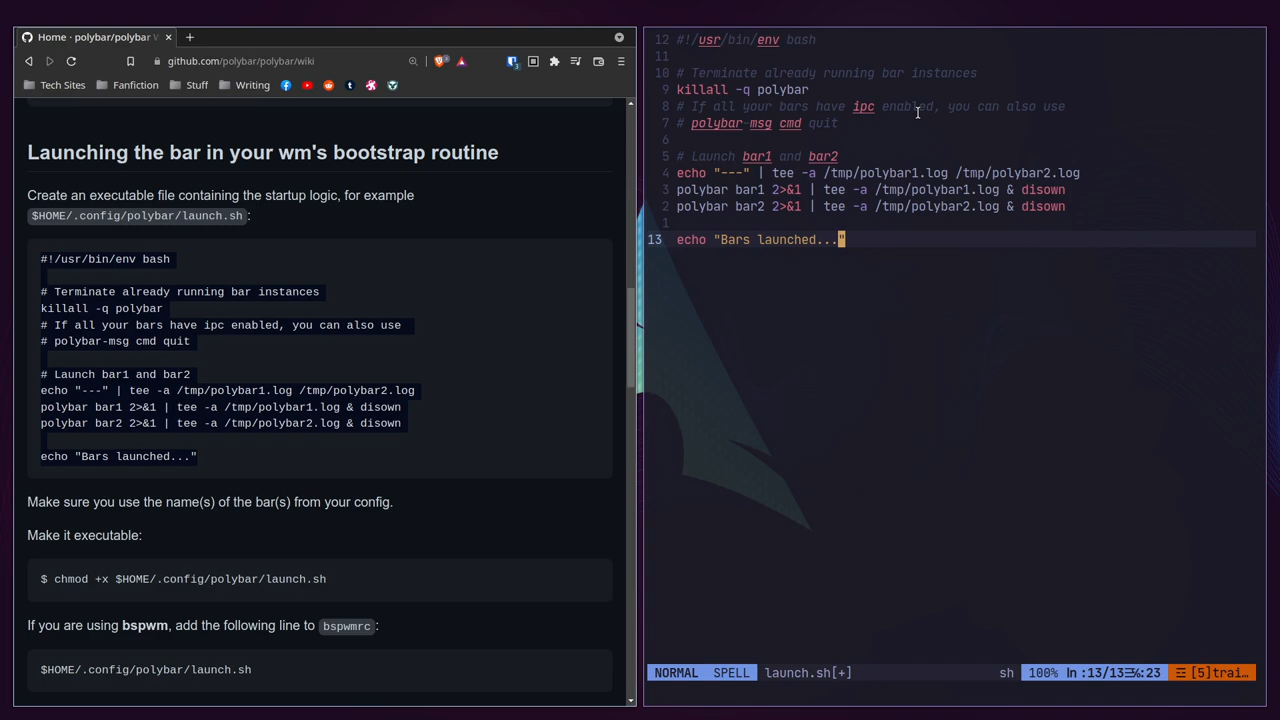 Home · polybar/polybar W
github.com/polybar/polybar/wiki
Tech Sites
Fanfiction
Stuff
Writing
Launching the bar in your wm's bootstrap routine
Create an executable file containing the startup logic, for example
$HOME/.config/polybar/launch.sh:
#!/usr/bin/env bash
# Terminate already running bar instances
killall -q polybar
# If all your bars have ipc enabled, you can also use
# polybar-msg cmd quit
# Launch bar1 and bar2
echo "---" | tee -a /tmp/polybar1.log /tmp/polybar2.log
polybar bar1 2>&1 | tee -a /tmp/polybar1.log & disown
polybar bar2 2>&1 | tee -a /tmp/polybar2.log & disown
echo "Bars launched..."
Make sure you use the name(s) of the bar(s) from your config.
Make it executable:
$ chmod +x $HOME/.config/polybar/launch.sh
If you are using bspwm, add the following line to bspwmrc:
$HOME/.config/polybar/launch.sh
12 #!/usr/bin/env bash
11
10 # Terminate already running bar instances
9 killall -q polybar
8 # If all your bars have ipc enabled, you can also use
7 # polybar-msg cmd quit
6
5 # Launch bar1 and bar2
4 echo "---" | tee -a /tmp/polybar1.log /tmp/polybar2.log
3 polybar bar1 2>&1 | tee -a /tmp/polybar1.log & disown
2 polybar bar2 2>&1 | tee -a /tmp/polybar2.log & disown
1
13 echo "Bars launched..."
NORMAL SPELL launch.sh[+] sh 100% ln :13/13 :23 [5]trai…